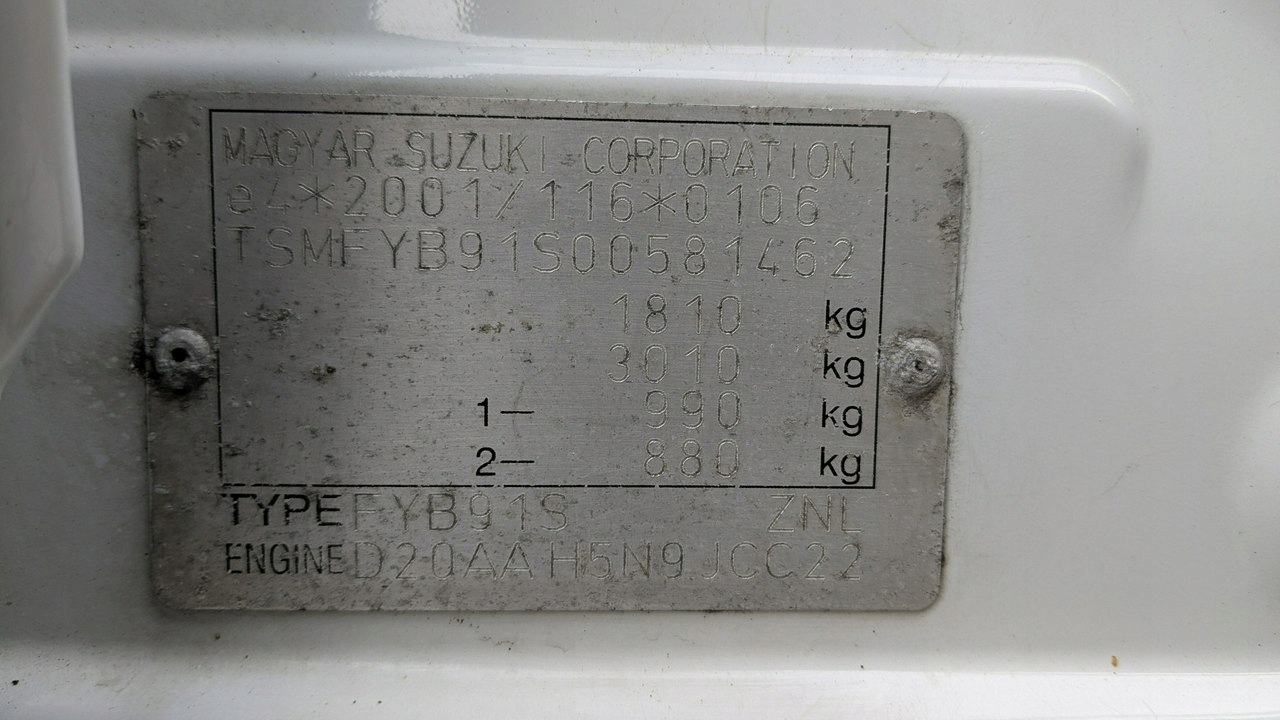 MAGYAR SUZUKI CORPORATION
e4*2001/116*0106
TSMFYB91S00581462
1810 kg
3010 kg
1— 990 kg
2— 880 kg
TYPE FYB91S ZNL
ENGINE D20AA H5N9JCC22